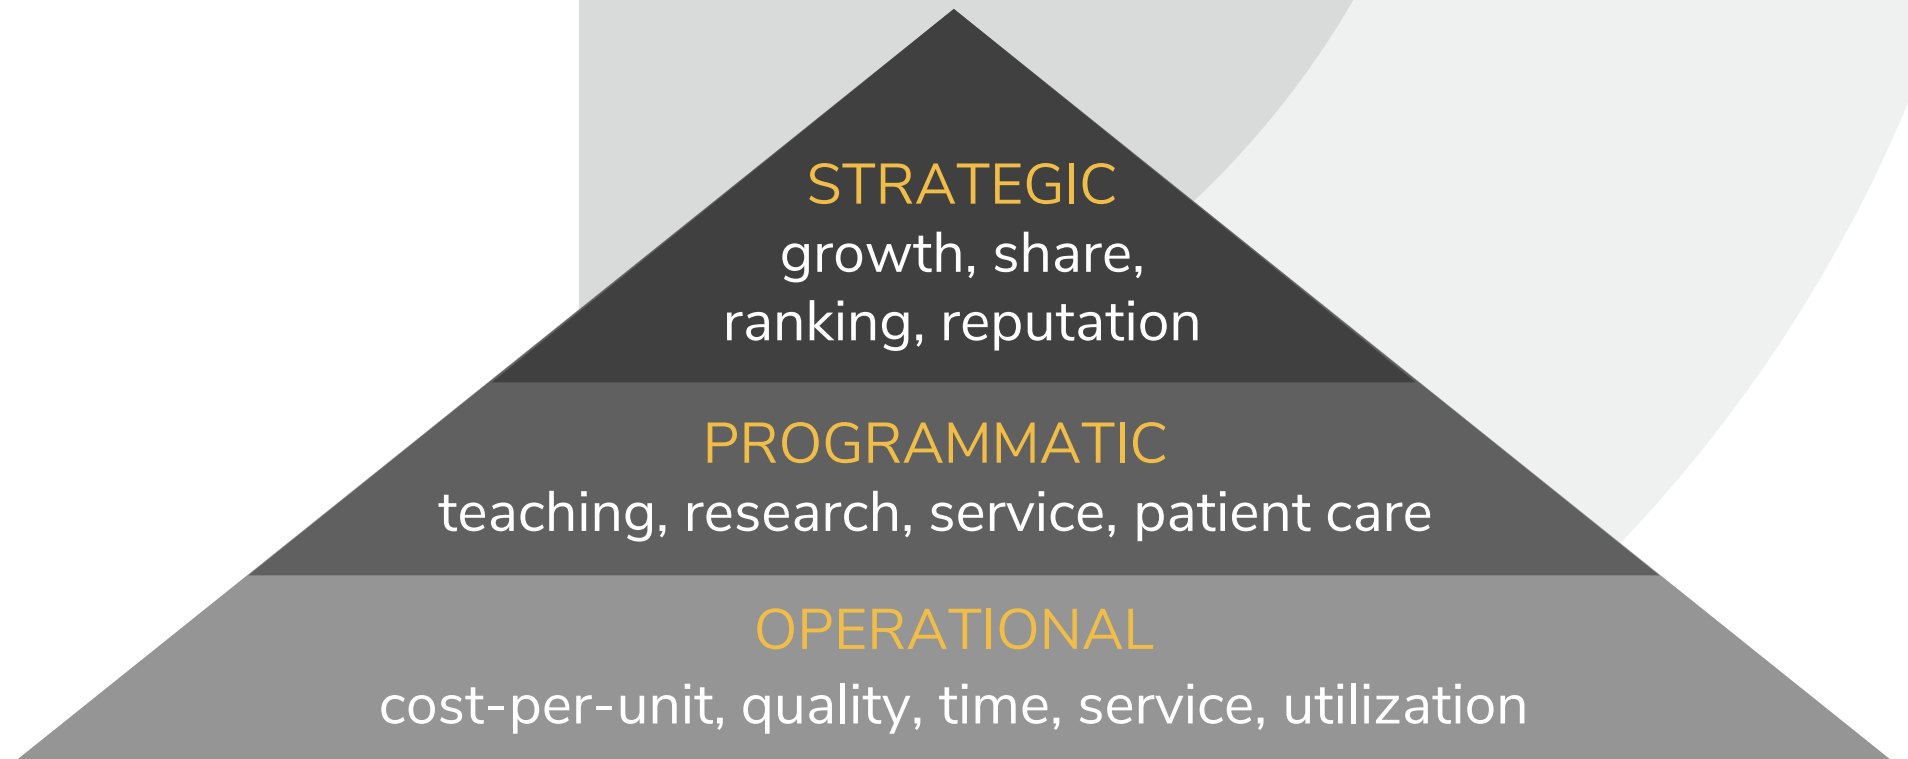 STRATEGIC
growth, share,
ranking, reputation
PROGRAMMATIC
teaching, research, service, patient care
OPERATIONAL
cost-per-unit, quality, time, service, utilization